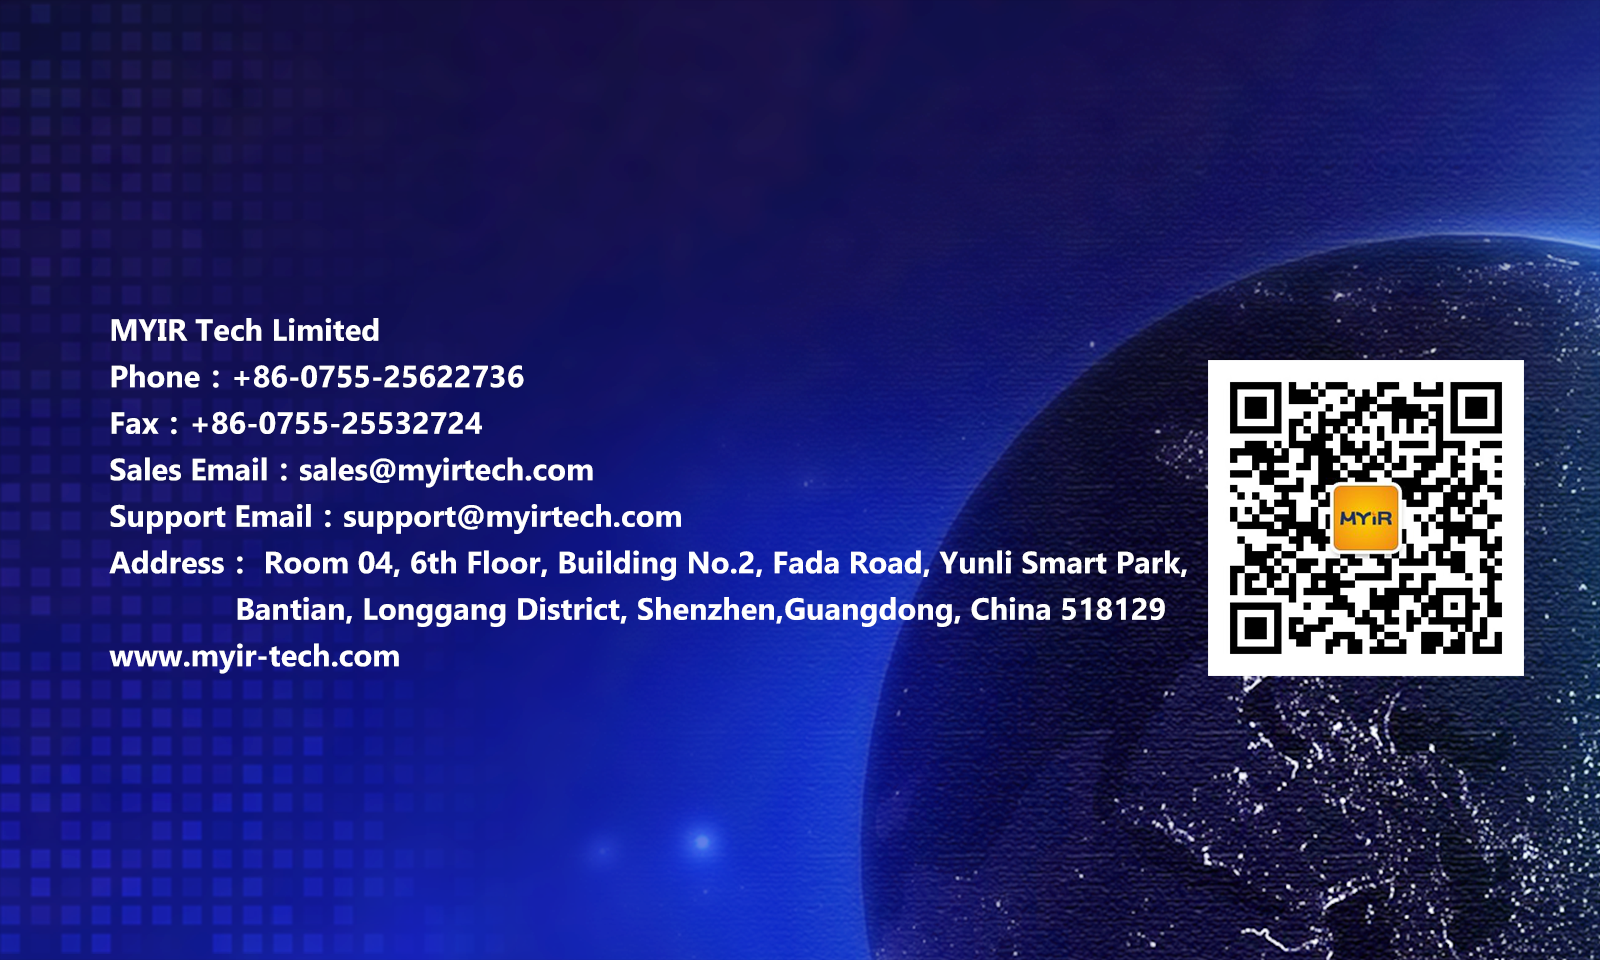 MYIR Tech Limited
Phone：+86-0755-25622736
Fax：+86-0755-25532724
Sales Email：sales@myirtech.com
Support Email：support@myirtech.com
Address： Room 04, 6th Floor, Building No.2, Fada Road, Yunli Smart Park,
Bantian, Longgang District, Shenzhen,Guangdong, China 518129
www.myir-tech.com
MYiR